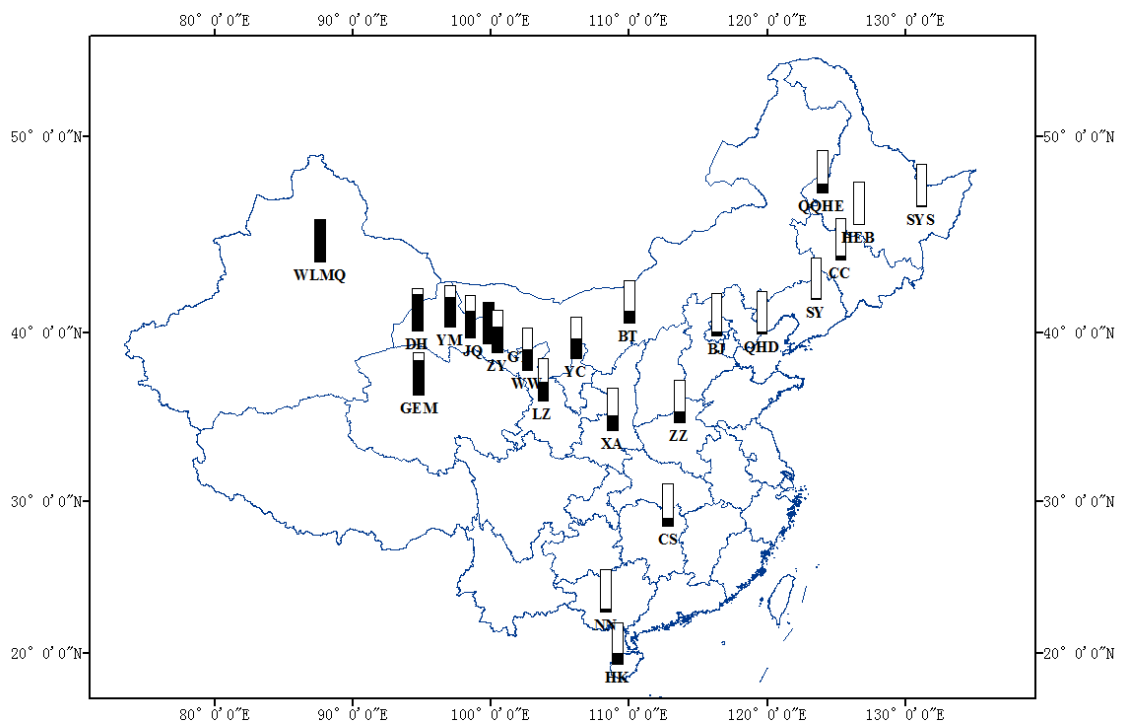 80° 0'0"E 90° 0'0"E 100° 0'0"E 110° 0'0"E 120° 0'0"E 130° 0'0"E
50° 0'0"N 50° 0'0"N
QQHE
SYS
HEB
WLMQ
CC
SY
40° 0'0"N 40° 0'0"N
DH
YM
JQ
G
ZY
WW
YC
BT
BJ
QHD
GEM
LZ
XA
ZZ
30° 0'0"N 30° 0'0"N
CS
NN
20° 0'0"N 20° 0'0"N
HK
80° 0'0"E 90° 0'0"E 100° 0'0"E 110° 0'0"E 120° 0'0"E 130° 0'0"E